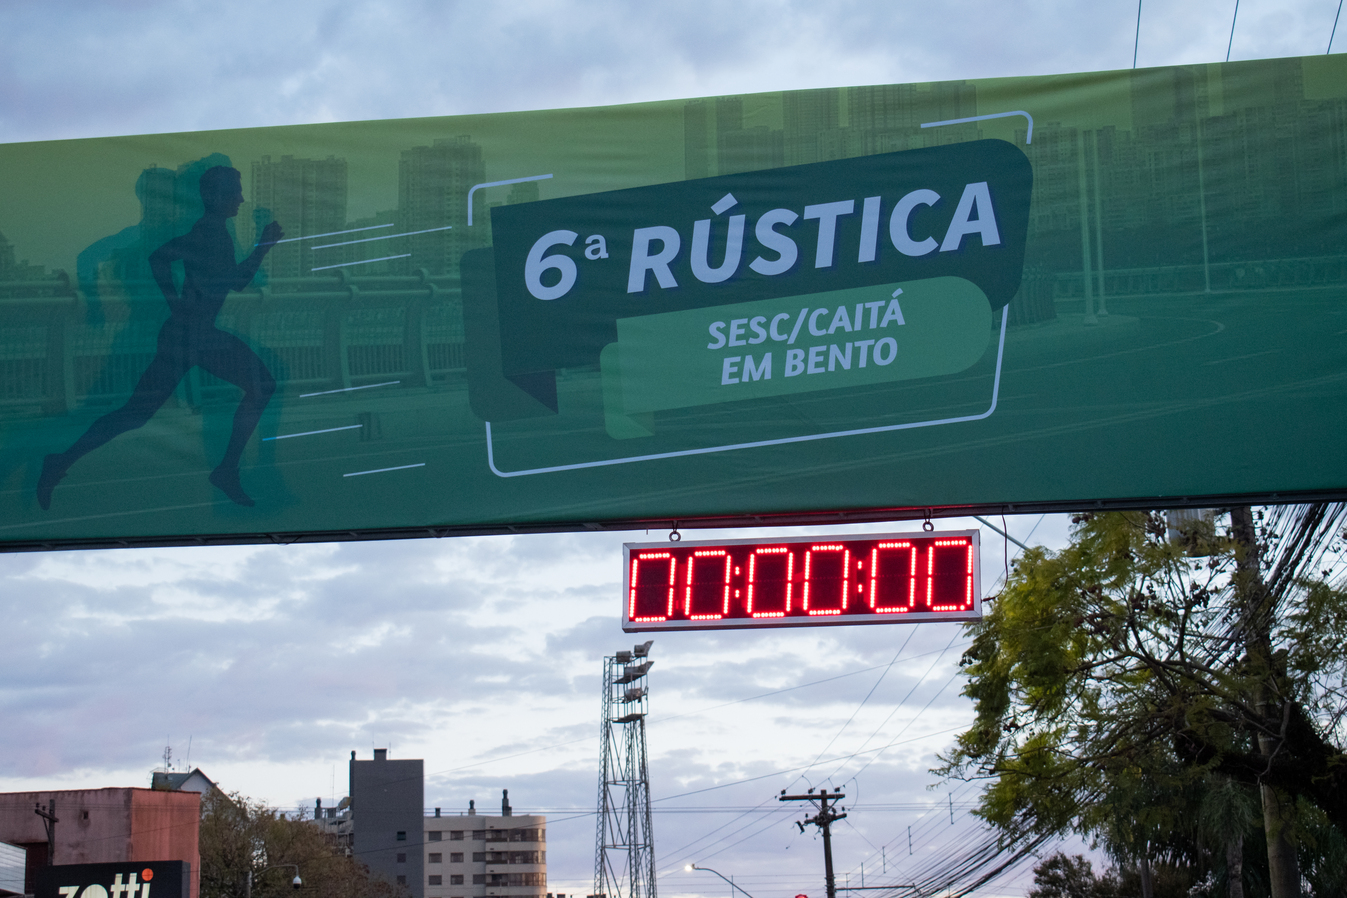 6ª RÚSTICA
SESC/CAITÁ
EM BENTO
00:00:00
zotti